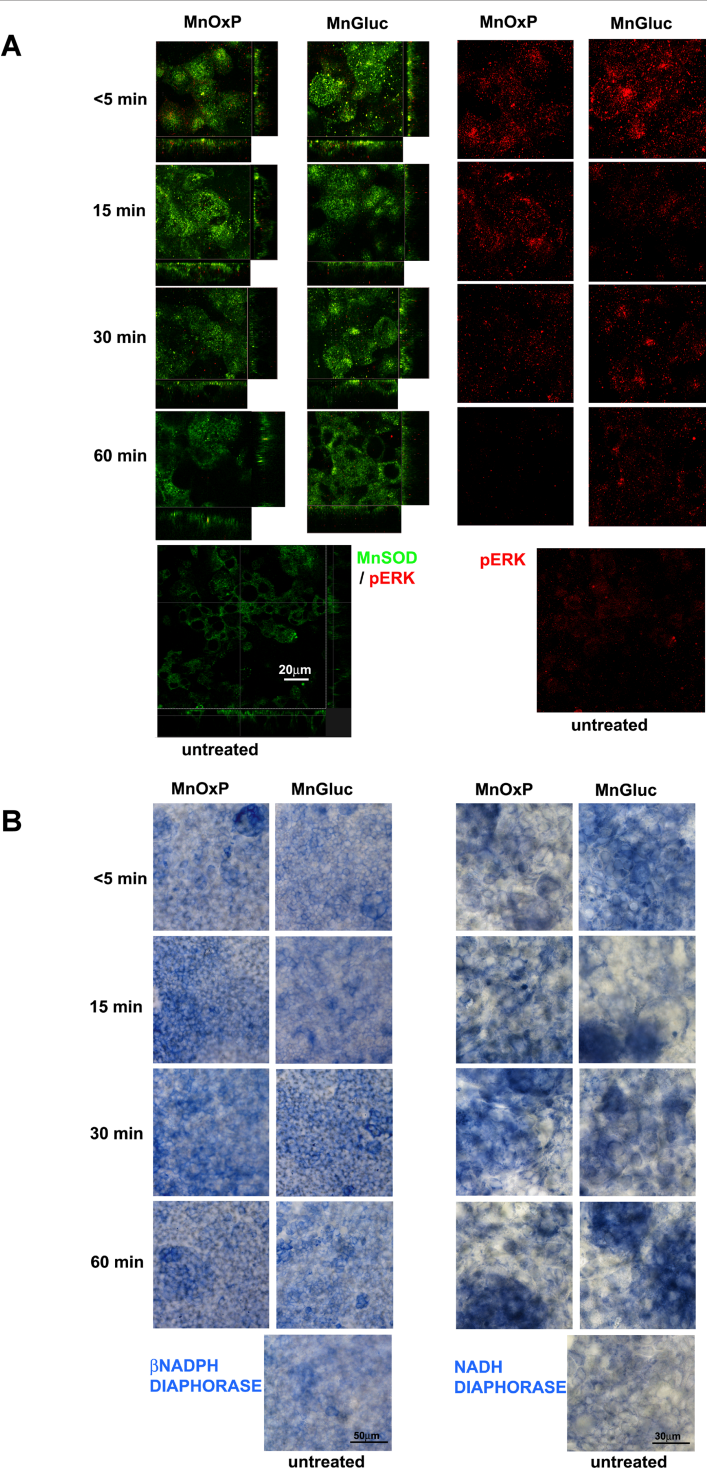 MnOxP MnGluc MnOxP MnGluc
A
<5 min
15 min
30 min
60 min
MnSOD
/ pERK
pERK
20µm
untreated
untreated
MnOxP MnGluc MnOxP MnGluc
B
<5 min
15 min
30 min
60 min
βNADPH
DIAPHORASE
NADH
DIAPHORASE
50µm
30µm
untreated
untreated